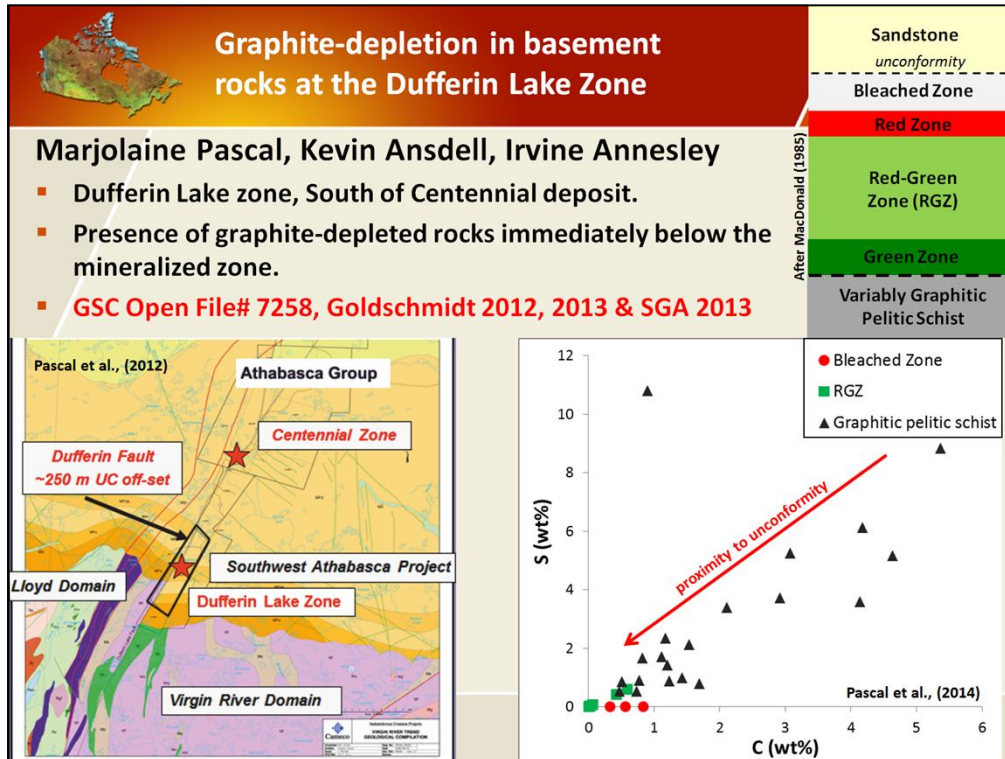 Graphite-depletion in basement
rocks at the Dufferin Lake Zone
Marjolaine Pascal, Kevin Ansdell, Irvine Annesley
▪ Dufferin Lake zone, South of Centennial deposit.
▪ Presence of graphite-depleted rocks immediately below the
mineralized zone.
▪ GSC Open File# 7258, Goldschmidt 2012, 2013 & SGA 2013
After MacDonald (1985)
Sandstone
unconformity
Bleached Zone
Red Zone
Red-Green
Zone (RGZ)
Green Zone
Variably Graphitic
Pelitic Schist
Pascal et al., (2012)
Athabasca Group
Centennial Zone
Dufferin Fault
~250 m UC off-set
Southwest Athabasca Project
Lloyd Domain
Dufferin Lake Zone
Virgin River Domain
Cameco
VIRGIN RIVER TREND
GEOLOGICAL COMPILATION
Bleached Zone
RGZ
Graphitic pelitic schist
12
10
8
6
4
2
0
S (wt%)
proximity to unconformity
Pascal et al., (2014)
0 1 2 3 4 5 6
C (wt%)